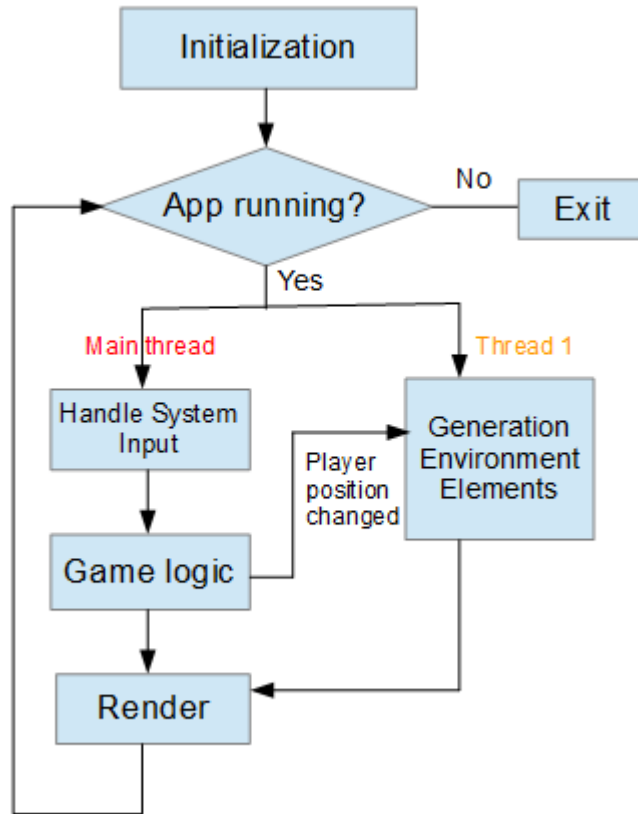 Initialization
App running?
No
Exit
Yes
Main thread
Thread 1
Handle System
Input
Generation
Environment
Elements
Player
position
changed
Game logic
Render